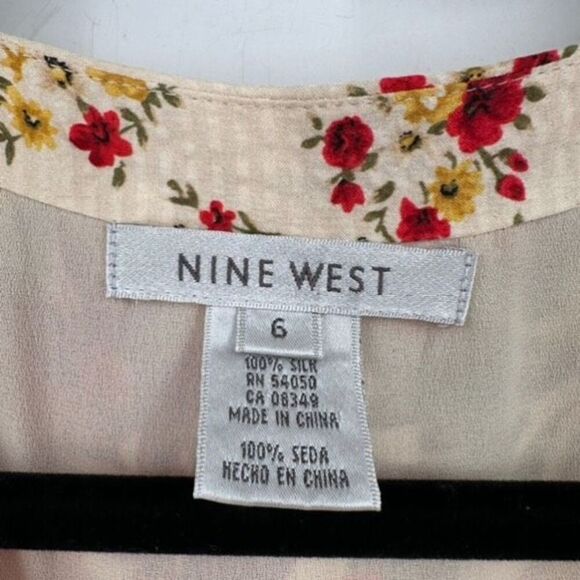 NINE WEST
6
100% SILK
RN 54050
CA 08349
MADE IN CHINA
100% SEDA
HECHO EN CHINA